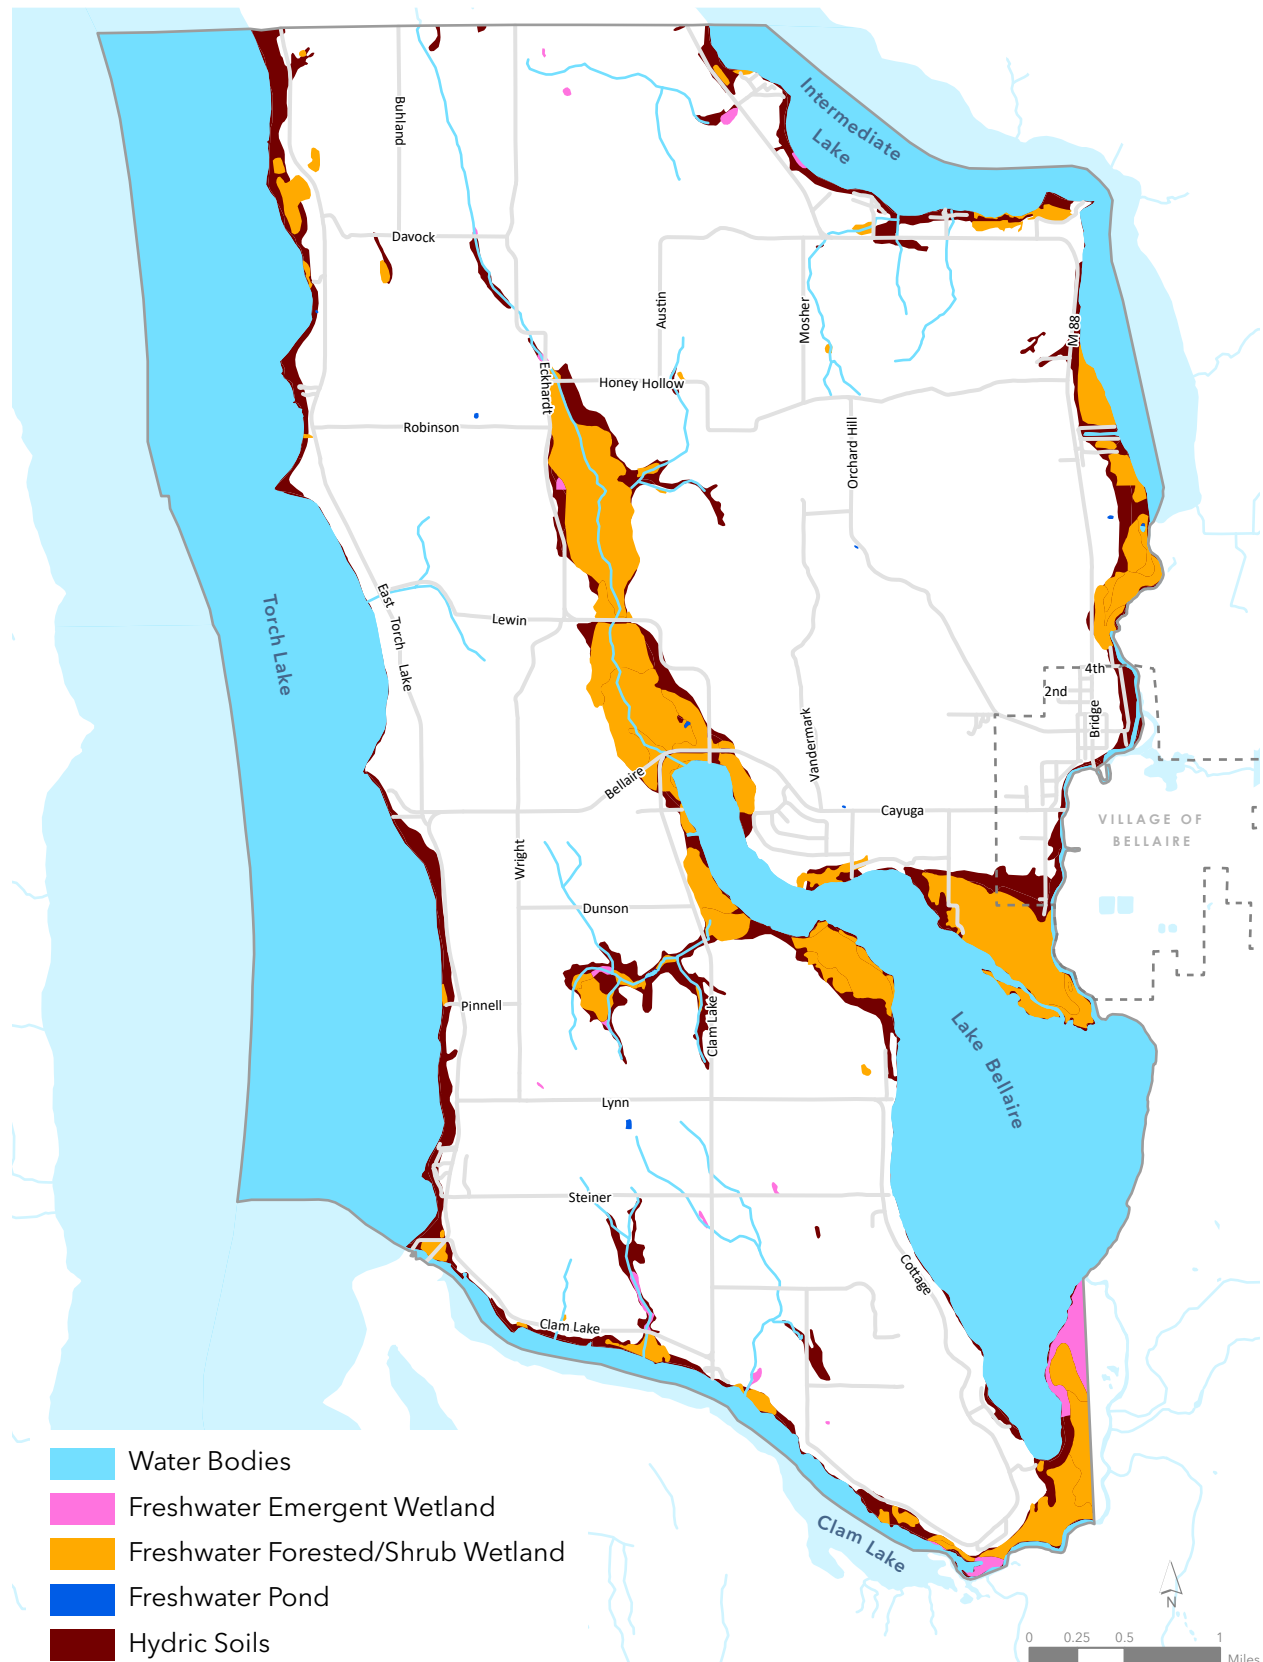 Intermediate
Lake
Buhland
Davock
Austin
Mosher
M 88
Eckhardt
Honey Hollow
Robinson
Orchard Hill
Torch Lake
East Torch Lake
Lewin
4th
2nd
Bridge
Vandermark
Bellaire
Cayuga
VILLAGE OF
BELLAIRE
Wright
Dunson
Pinnell
Clam Lake
Lake Bellaire
Lynn
Steiner
Cottage
Clam Lake
Clam Lake
Water Bodies
Freshwater Emergent Wetland
Freshwater Forested/Shrub Wetland
Freshwater Pond
Hydric Soils
N
0 0.25 0.5 1
Miles